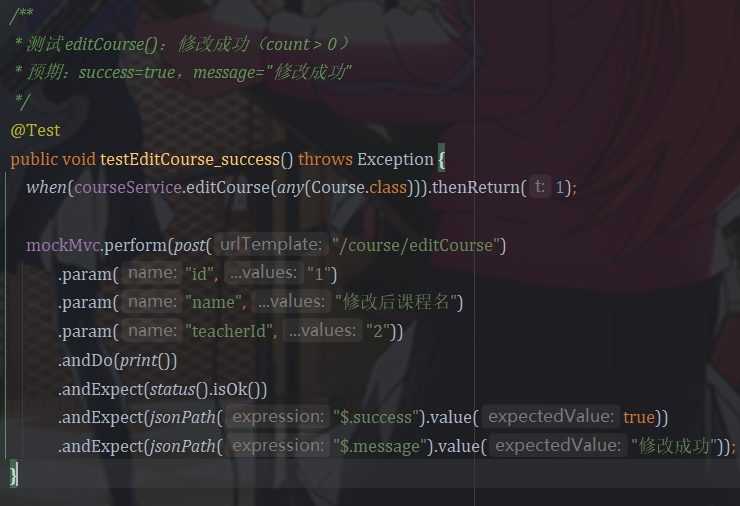 /**
 * 测试 editCourse()：修改成功（count > 0）
 * 预期：success=true，message="修改成功"
 */
@Test
public void testEditCourse_success() throws Exception {
    when(courseService.editCourse(any(Course.class))).thenReturn( t: 1);
    mockMvc.perform(post( urlTemplate: "/course/editCourse")
            .param( name: "id", ...values: "1")
            .param( name: "name", ...values: "修改后课程名")
            .param( name: "teacherId", ...values: "2"))
            .andDo(print())
            .andExpect(status().isOk())
            .andExpect(jsonPath( expression: "$.success").value( expectedValue: true))
            .andExpect(jsonPath( expression: "$.message").value( expectedValue: "修改成功"));
}